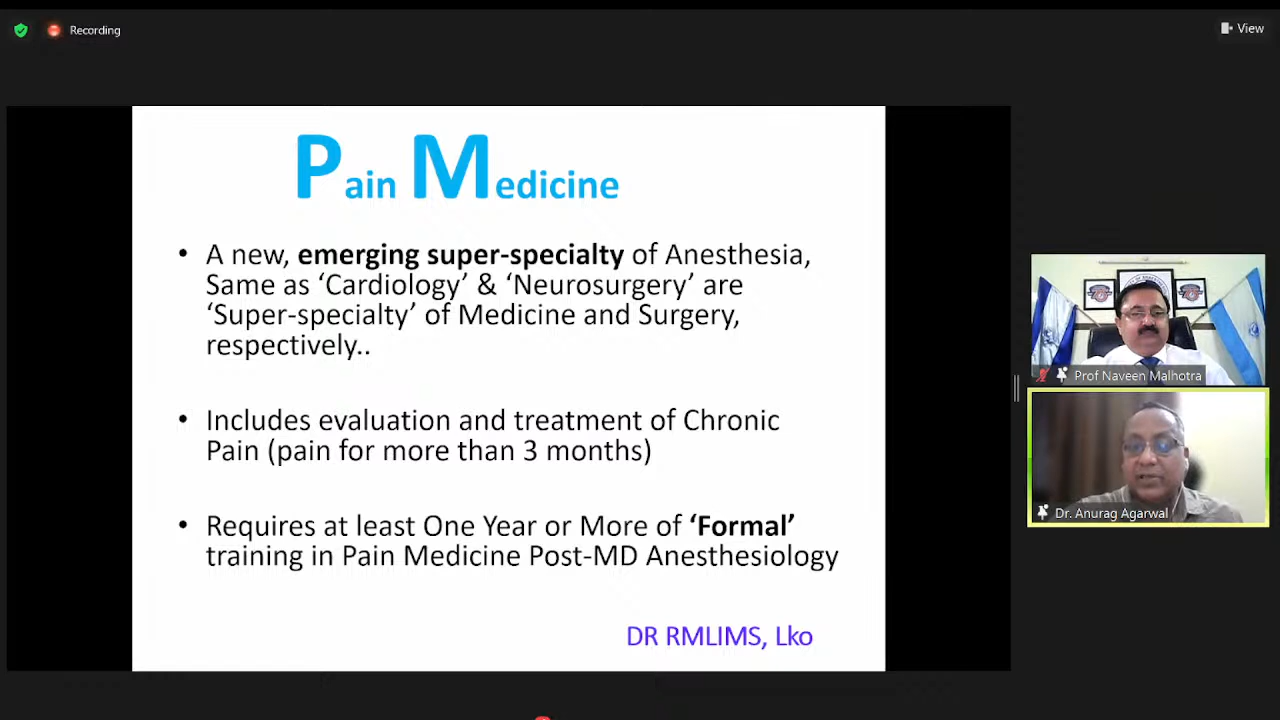 Recording
View
Pain Medicine
• A new, emerging super-specialty of Anesthesia,
Same as ‘Cardiology’ & ‘Neurosurgery’ are
‘Super-specialty’ of Medicine and Surgery,
respectively..
• Includes evaluation and treatment of Chronic
Pain (pain for more than 3 months)
• Requires at least One Year or More of ‘Formal’
training in Pain Medicine Post-MD Anesthesiology
DR RMLIMS, Lko
Prof Naveen Malhotra
Dr. Anurag Agarwal